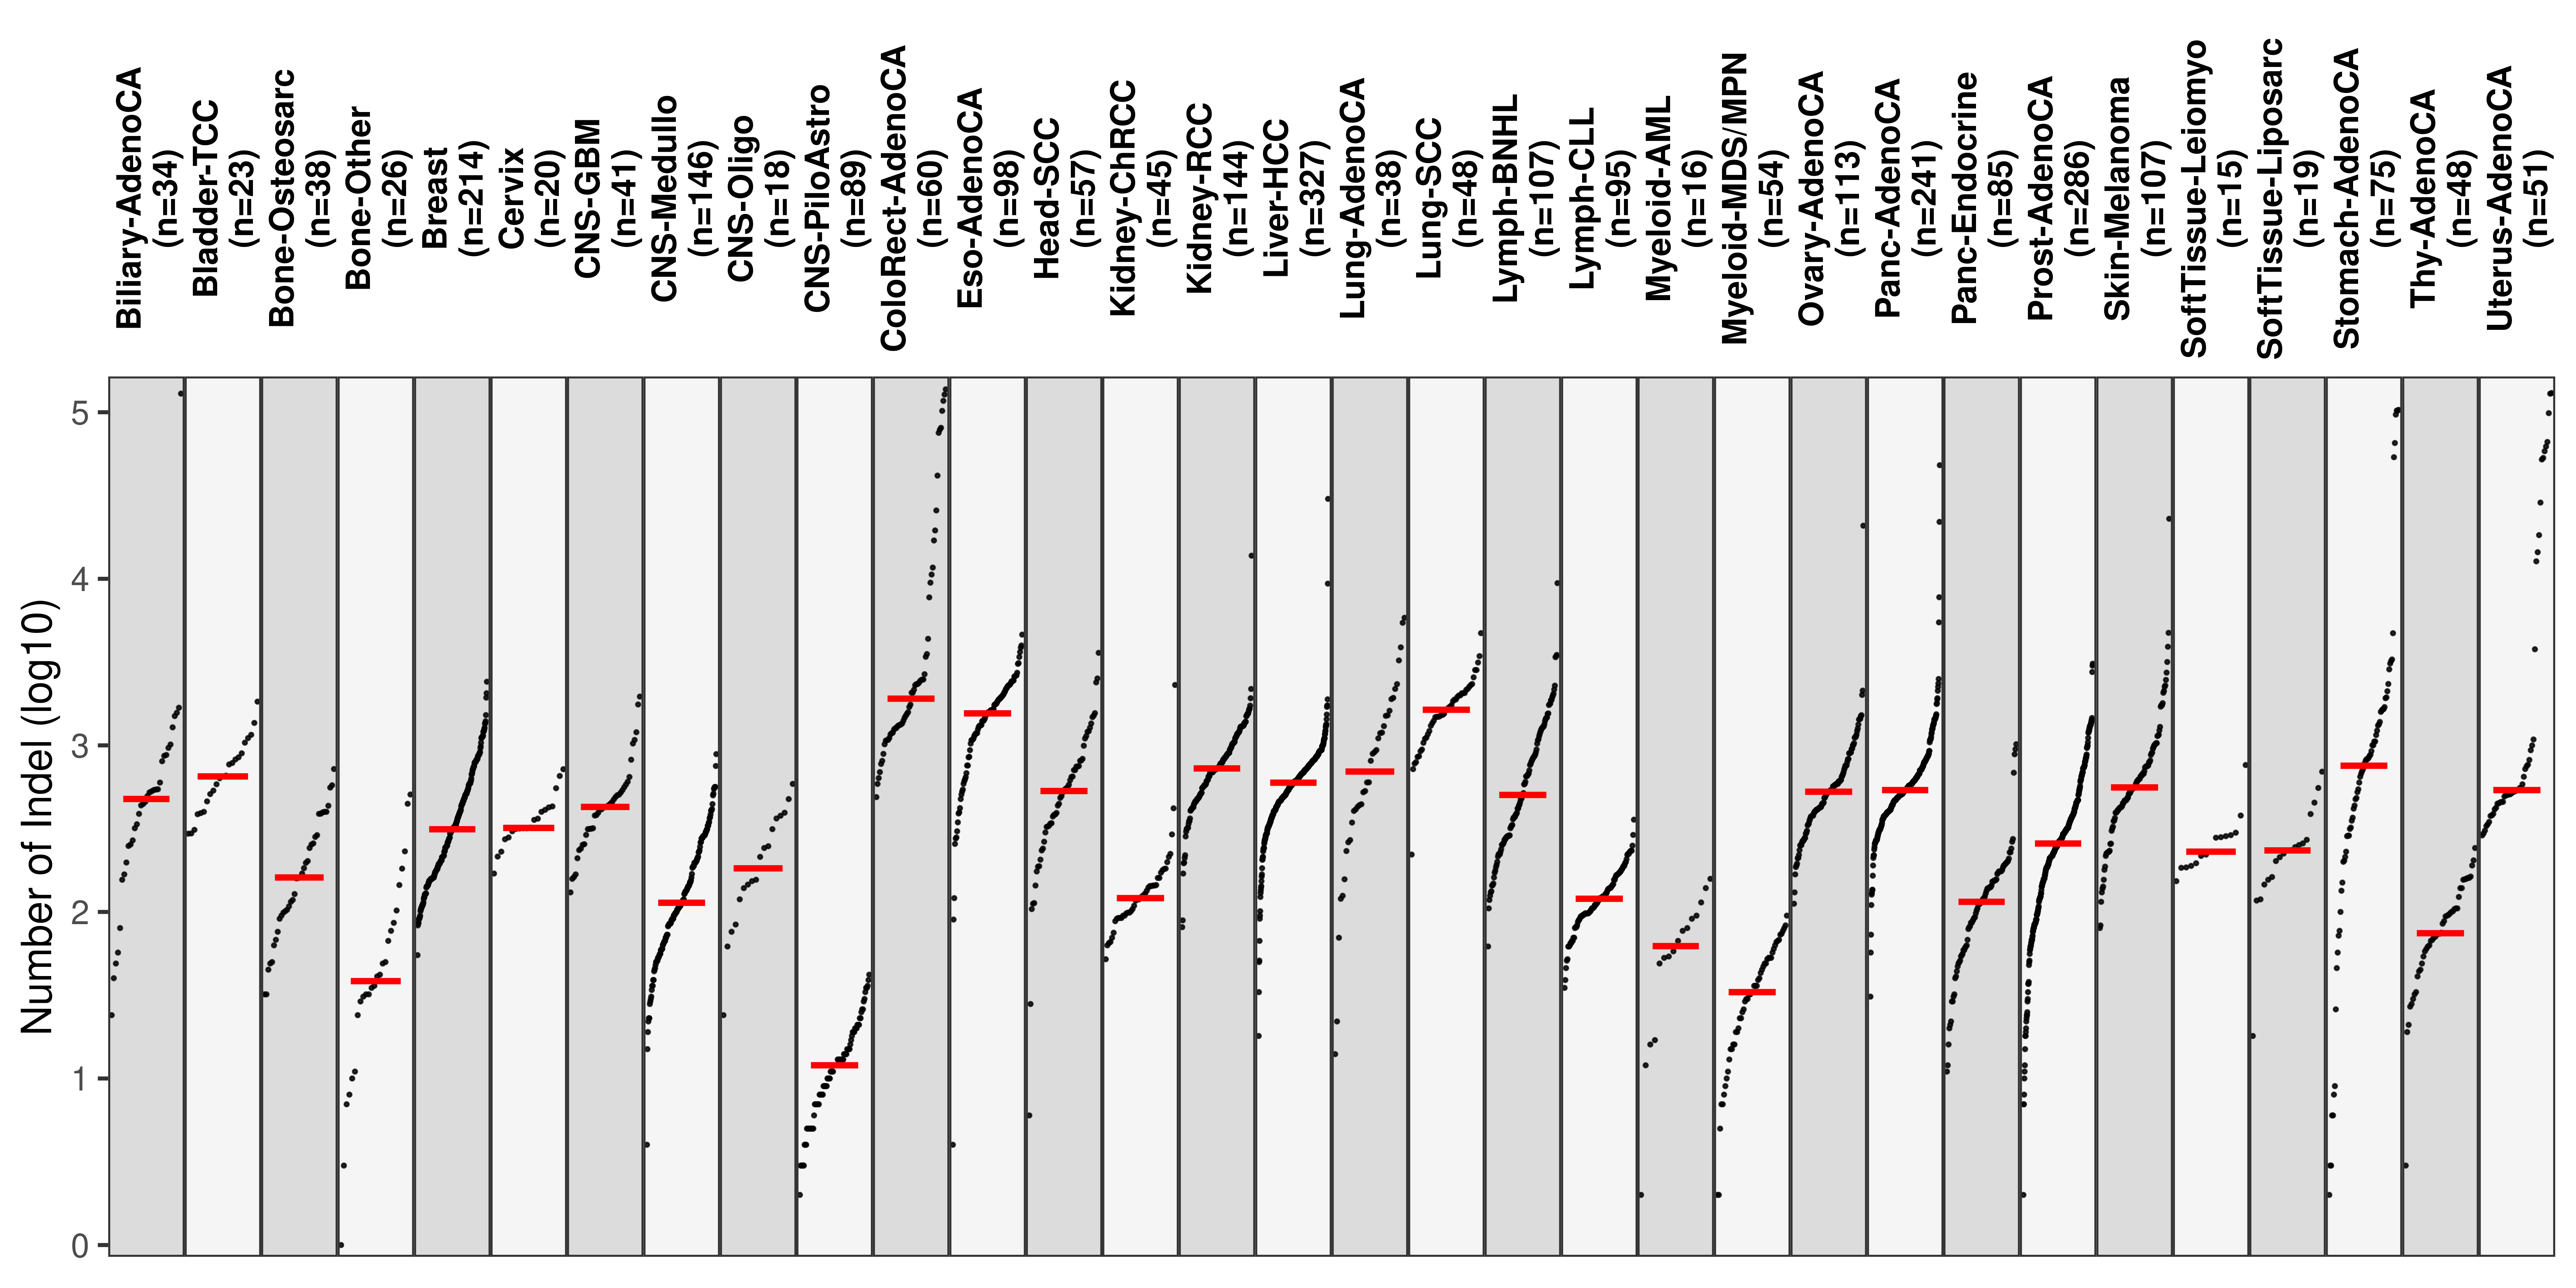 Biliary-AdenoCA
(n=34)
Bladder-TCC
(n=23)
Bone-Osteosarc
(n=38)
Bone-Other
(n=26)
Breast
(n=214)
Cervix
(n=20)
CNS-GBM
(n=41)
CNS-Medullo
(n=146)
CNS-Oligo
(n=18)
CNS-PiloAstro
(n=89)
ColoRect-AdenoCA
(n=60)
Eso-AdenoCA
(n=98)
Head-SCC
(n=57)
Kidney-ChRCC
(n=45)
Kidney-RCC
(n=144)
Liver-HCC
(n=327)
Lung-AdenoCA
(n=38)
Lung-SCC
(n=48)
Lymph-BNHL
(n=107)
Lymph-CLL
(n=95)
Myeloid-AML
(n=16)
Myeloid-MDS/MPN
(n=54)
Ovary-AdenoCA
(n=113)
Panc-AdenoCA
(n=241)
Panc-Endocrine
(n=85)
Prost-AdenoCA
(n=286)
Skin-Melanoma
(n=107)
SoftTissue-Leiomyo
(n=15)
SoftTissue-Liposarc
(n=19)
Stomach-AdenoCA
(n=75)
Thy-AdenoCA
(n=48)
Uterus-AdenoCA
(n=51)
Number of Indel (log10)
5
4
3
2
1
0